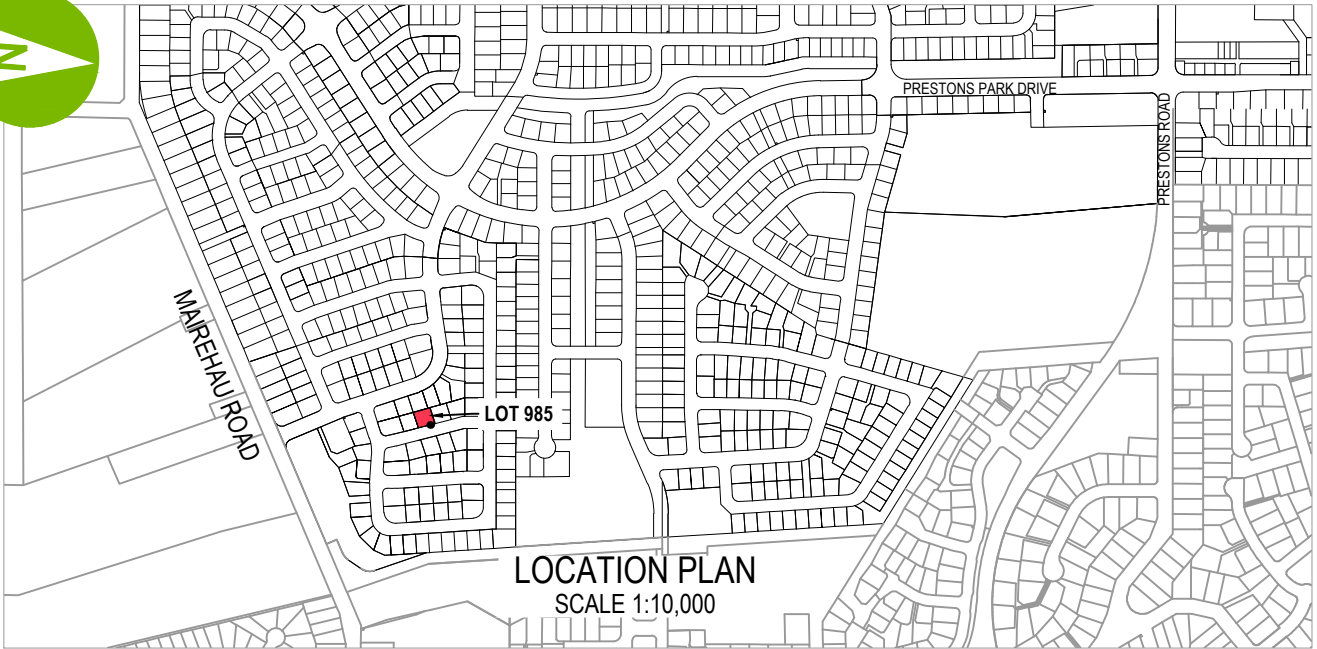 N
PRESTONS PARK DRIVE
PRESTONS ROAD
MAIREHAU ROAD
LOT 985
LOCATION PLAN
SCALE 1:10,000